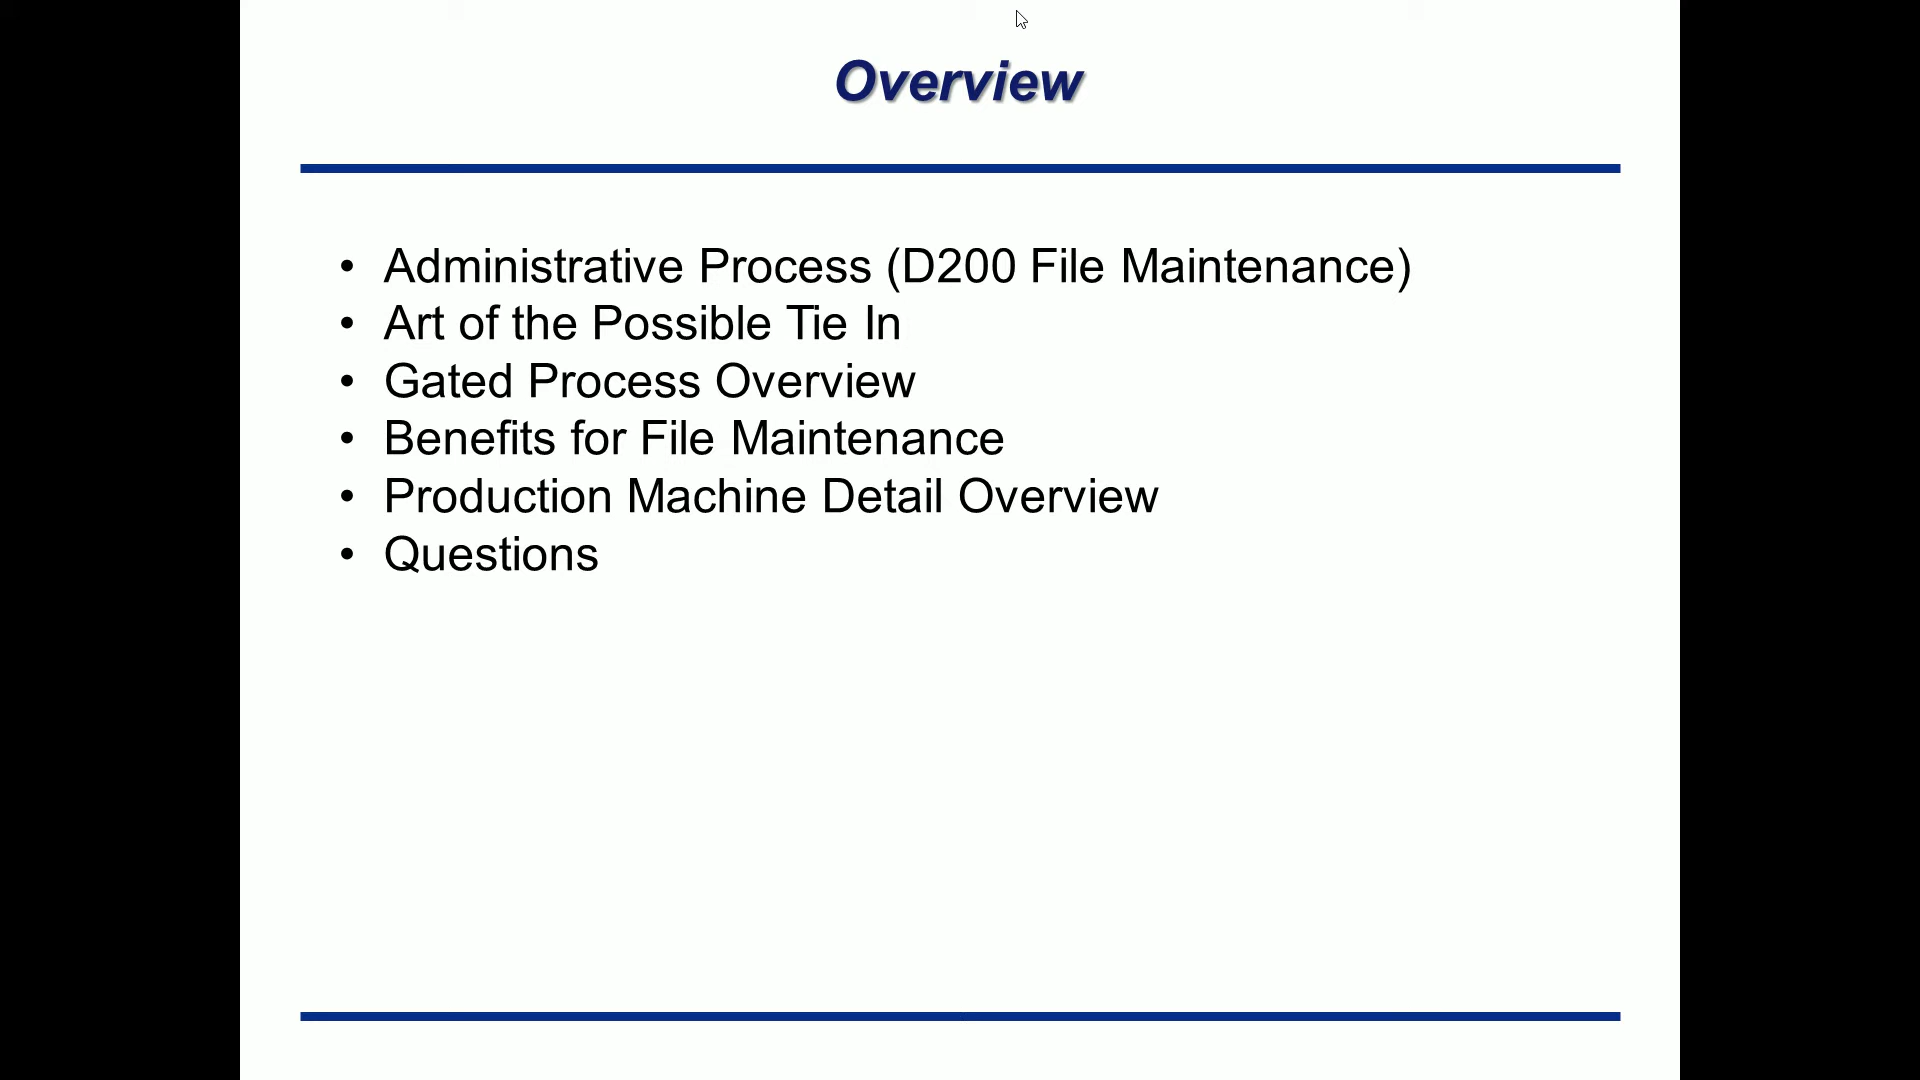 Overview
• Administrative Process (D200 File Maintenance)
• Art of the Possible Tie In
• Gated Process Overview
• Benefits for File Maintenance
• Production Machine Detail Overview
• Questions